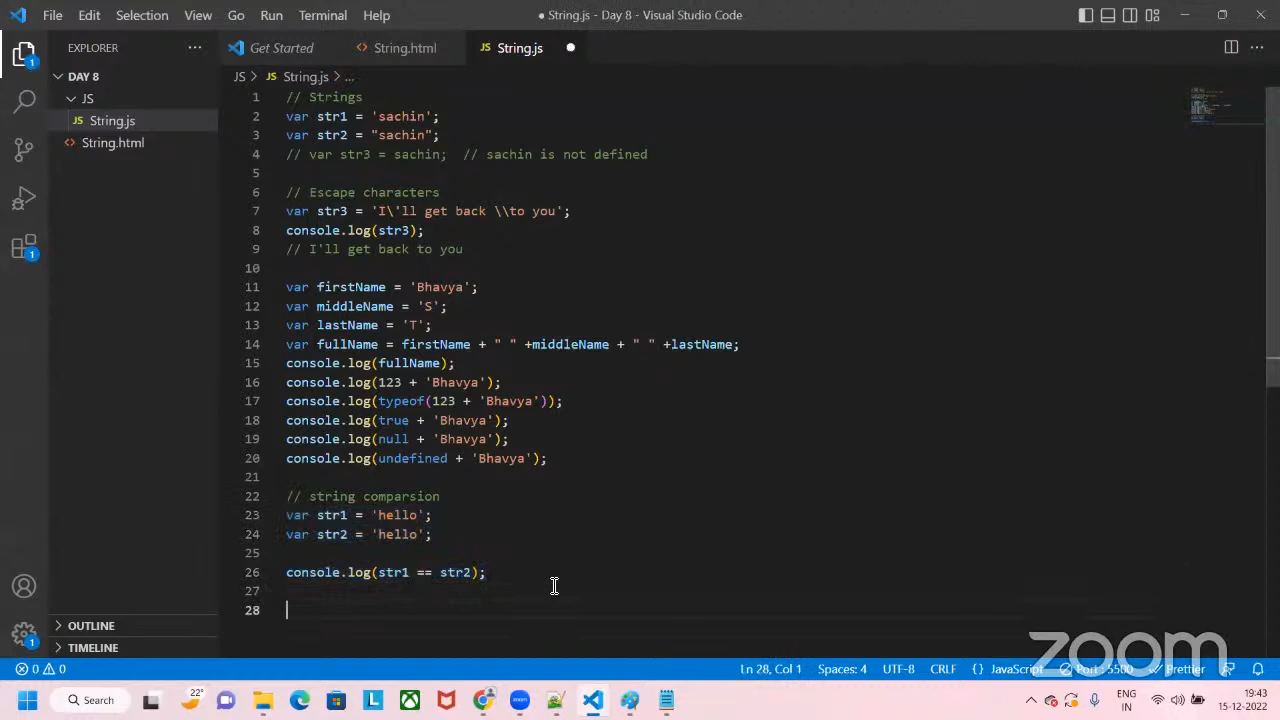 File Edit Selection View Go Run Terminal Help
● String.js - Day 8 - Visual Studio Code
EXPLORER
Get Started
String.html
JS String.js
1
DAY 8
JS
JS String.js
String.html
JS > JS String.js > ...
1 // Strings
2 var str1 = 'sachin';
3 var str2 = "sachin";
4 // var str3 = sachin;  // sachin is not defined
5
6 // Escape characters
7 var str3 = 'I\'ll get back \\to you';
8 console.log(str3);
9 // I'll get back to you
10
11 var firstName = 'Bhavya';
12 var middleName = 'S';
13 var lastName = 'T';
14 var fullName = firstName + " " +middleName + " " +lastName;
15 console.log(fullName);
16 console.log(123 + 'Bhavya');
17 console.log(typeof(123 + 'Bhavya'));
18 console.log(true + 'Bhavya');
19 console.log(null + 'Bhavya');
20 console.log(undefined + 'Bhavya');
21
22 // string comparsion
23 var str1 = 'hello';
24 var str2 = 'hello';
25
26 console.log(str1 == str2);
27
28
1
1
OUTLINE
TIMELINE
zoom
0 0
Ln 28, Col 1 Spaces: 4 UTF-8 CRLF {} JavaScript Port : 5500 Prettier
Search
22°
zoom
ENG
IN
19:43
15-12-2022